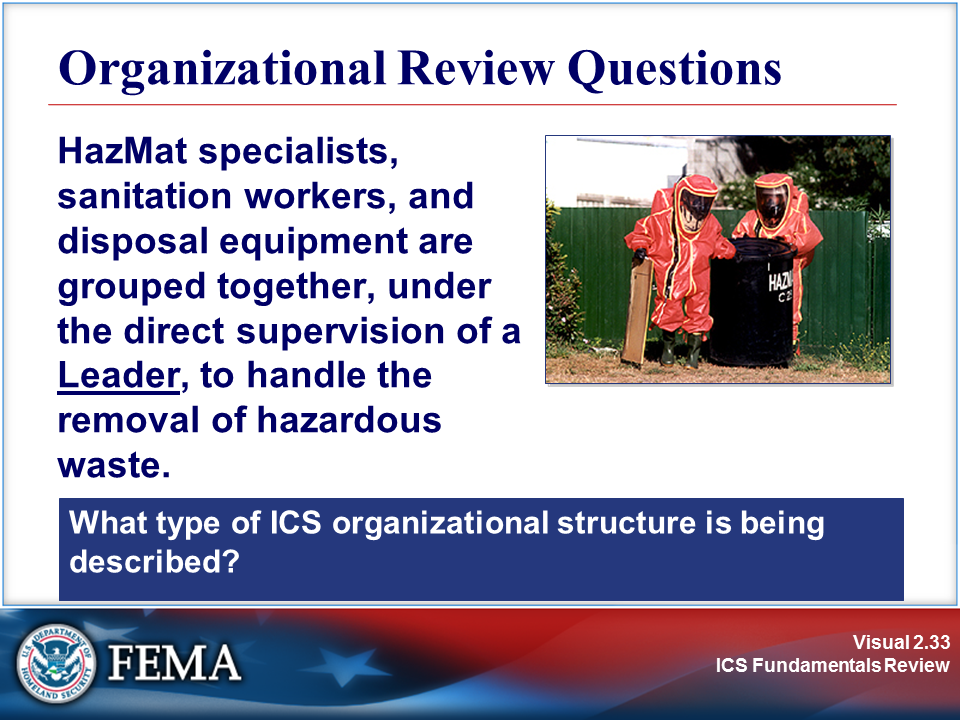 Organizational Review Questions
HazMat specialists,
sanitation workers, and
disposal equipment are
grouped together, under
the direct supervision of a
Leader, to handle the
removal of hazardous
waste.
HAZM
What type of ICS organizational structure is being
described?
U.S. DEPARTMENT OF
HOMELAND SECURITY
FEMA
Visual 2.33
ICS Fundamentals Review